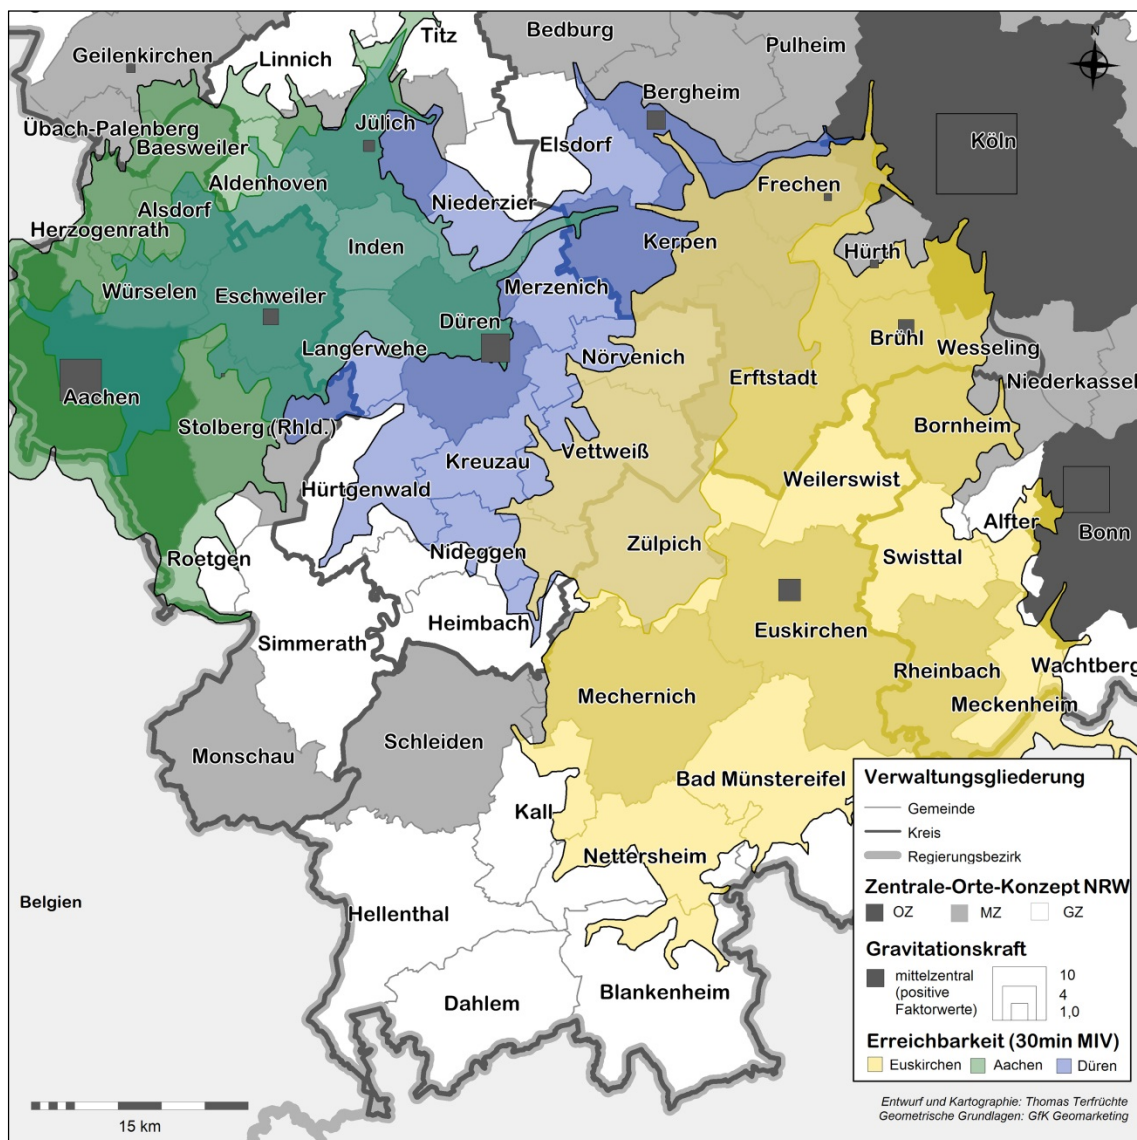 Titz
Bedburg
Pulheim
Geilenkirchen
Linnich
N
Bergheim
Übach-Palenberg
Baesweiler
Jülich
Elsdorf
Köln
Aldenhoven
Frechen
Alsdorf
Niederzier
Herzogenrath
Inden
Kerpen
Hürth
Würselen
Eschweiler
Merzenich
Düren
Langerwehe
Nörvenich
Brühl
Wesseling
Aachen
Erftstadt
Niederkassel
Stolberg (Rhld.)
Bornheim
Vettweiß
Kreuzau
Weilerswist
Hürtgenwald
Alfter
Bonn
Zülpich
Nideggen
Swisttal
Roetgen
Heimbach
Euskirchen
Simmerath
Wachtberg
Rheinbach
Mechernich
Meckenheim
Schleiden
Monschau
Bad Münstereifel
Kall
Nettersheim
Belgien
Hellenthal
Blankenheim
Dahlem
15 km
Verwaltungsgliederung
Gemeinde
Kreis
Regierungsbezirk
Zentrale-Orte-Konzept NRW
OZ MZ GZ
Gravitationskraft
mittelzentral
(positive
Faktorwerte)
10
4
1,0
Erreichbarkeit (30min MIV)
Euskirchen Aachen Düren
Entwurf und Kartographie: Thomas Terfrüchte
Geometrische Grundlagen: GfK Geomarketing